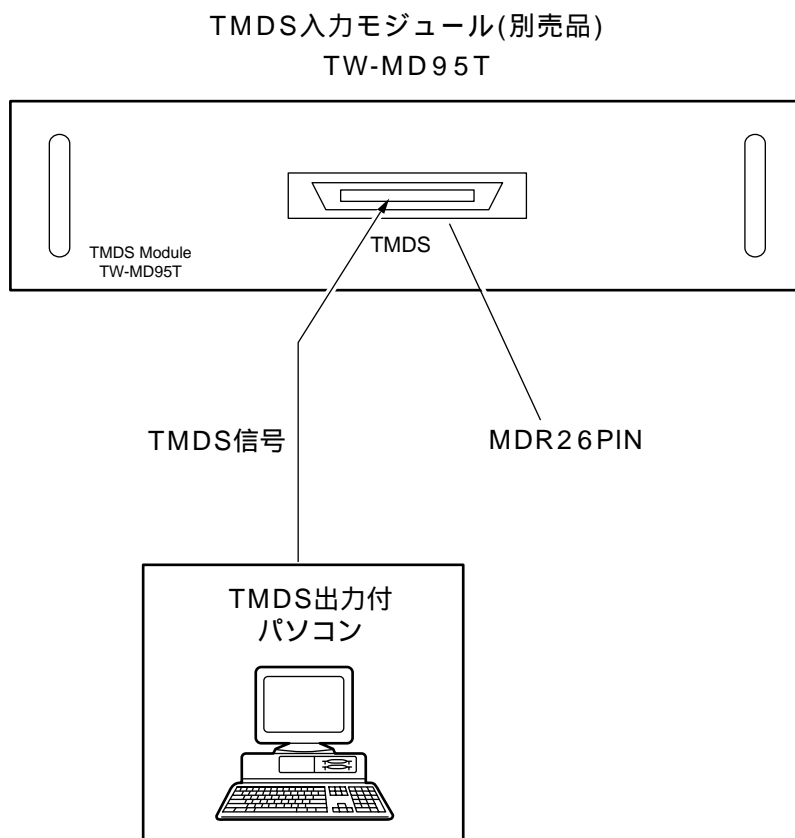 TMDS入力モジュール(別売品)
TW-MD95T
TMDS
TMDS Module
TW-MD95T
TMDS信号
MDR26PIN
TMDS出力付
パソコン